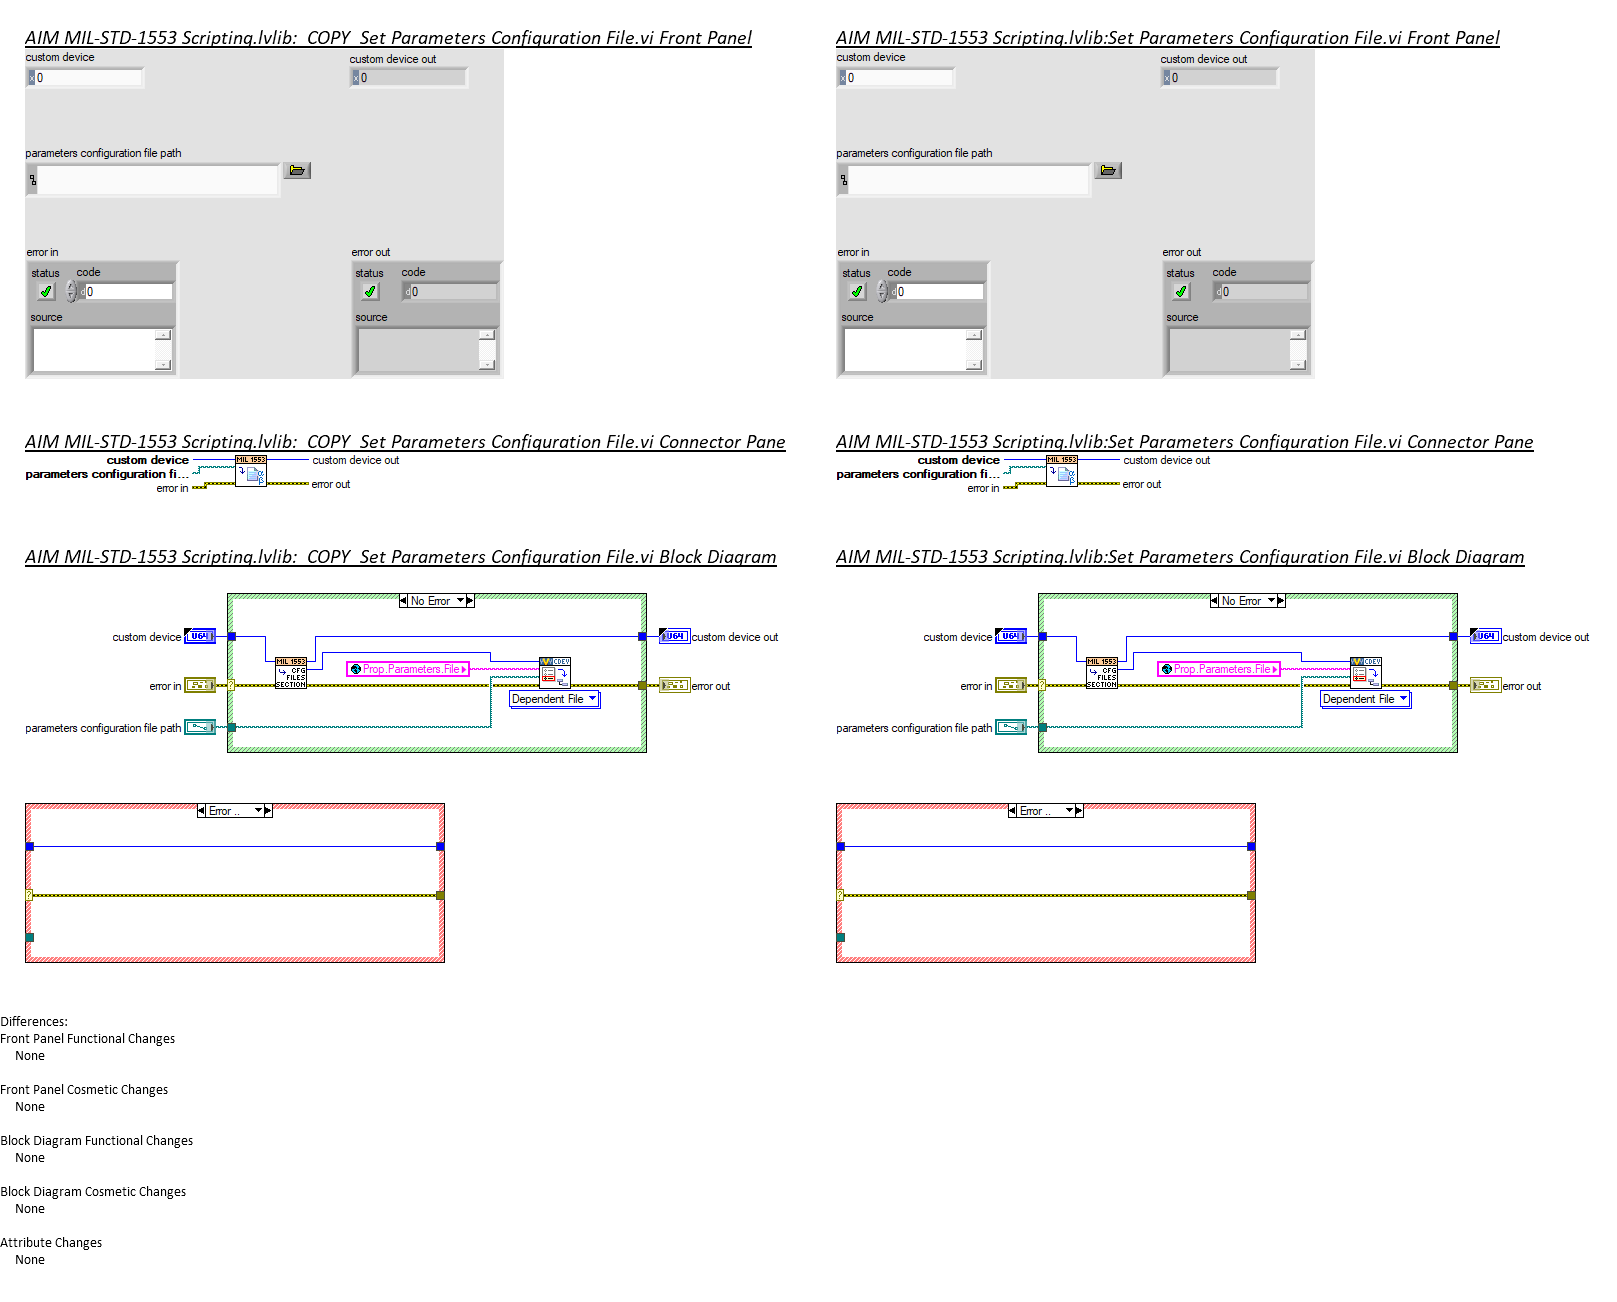 AIM MIL-STD-1553 Scripting.lvlib:_COPY_Set Parameters Configuration File.vi Front Panel
custom device
x 0
custom device out
x 0
parameters configuration file path
error in
status code
d 0
source
error out
status code
d 0
source
AIM MIL-STD-1553 Scripting.lvlib:Set Parameters Configuration File.vi Front Panel
custom device
x 0
custom device out
x 0
parameters configuration file path
error in
status code
d 0
source
error out
status code
d 0
source
AIM MIL-STD-1553 Scripting.lvlib:_COPY_Set Parameters Configuration File.vi Connector Pane
custom device
parameters configuration fi...
error in
MIL 1553
α
β
custom device out
error out
AIM MIL-STD-1553 Scripting.lvlib:Set Parameters Configuration File.vi Connector Pane
custom device
parameters configuration fi...
error in
MIL 1553
α
β
custom device out
error out
AIM MIL-STD-1553 Scripting.lvlib:_COPY_Set Parameters Configuration File.vi Block Diagram
No Error
custom device
U64
U64
custom device out
MIL 1553
CFG
FILES
SECTION
Prop.Parameters.File
CDEV
error in
?
error out
Dependent File
parameters configuration file path
Error ..
?
AIM MIL-STD-1553 Scripting.lvlib:Set Parameters Configuration File.vi Block Diagram
No Error
custom device
U64
U64
custom device out
MIL 1553
CFG
FILES
SECTION
Prop.Parameters.File
CDEV
error in
?
error out
Dependent File
parameters configuration file path
Error ..
?
Differences:
Front Panel Functional Changes
None
Front Panel Cosmetic Changes
None
Block Diagram Functional Changes
None
Block Diagram Cosmetic Changes
None
Attribute Changes
None